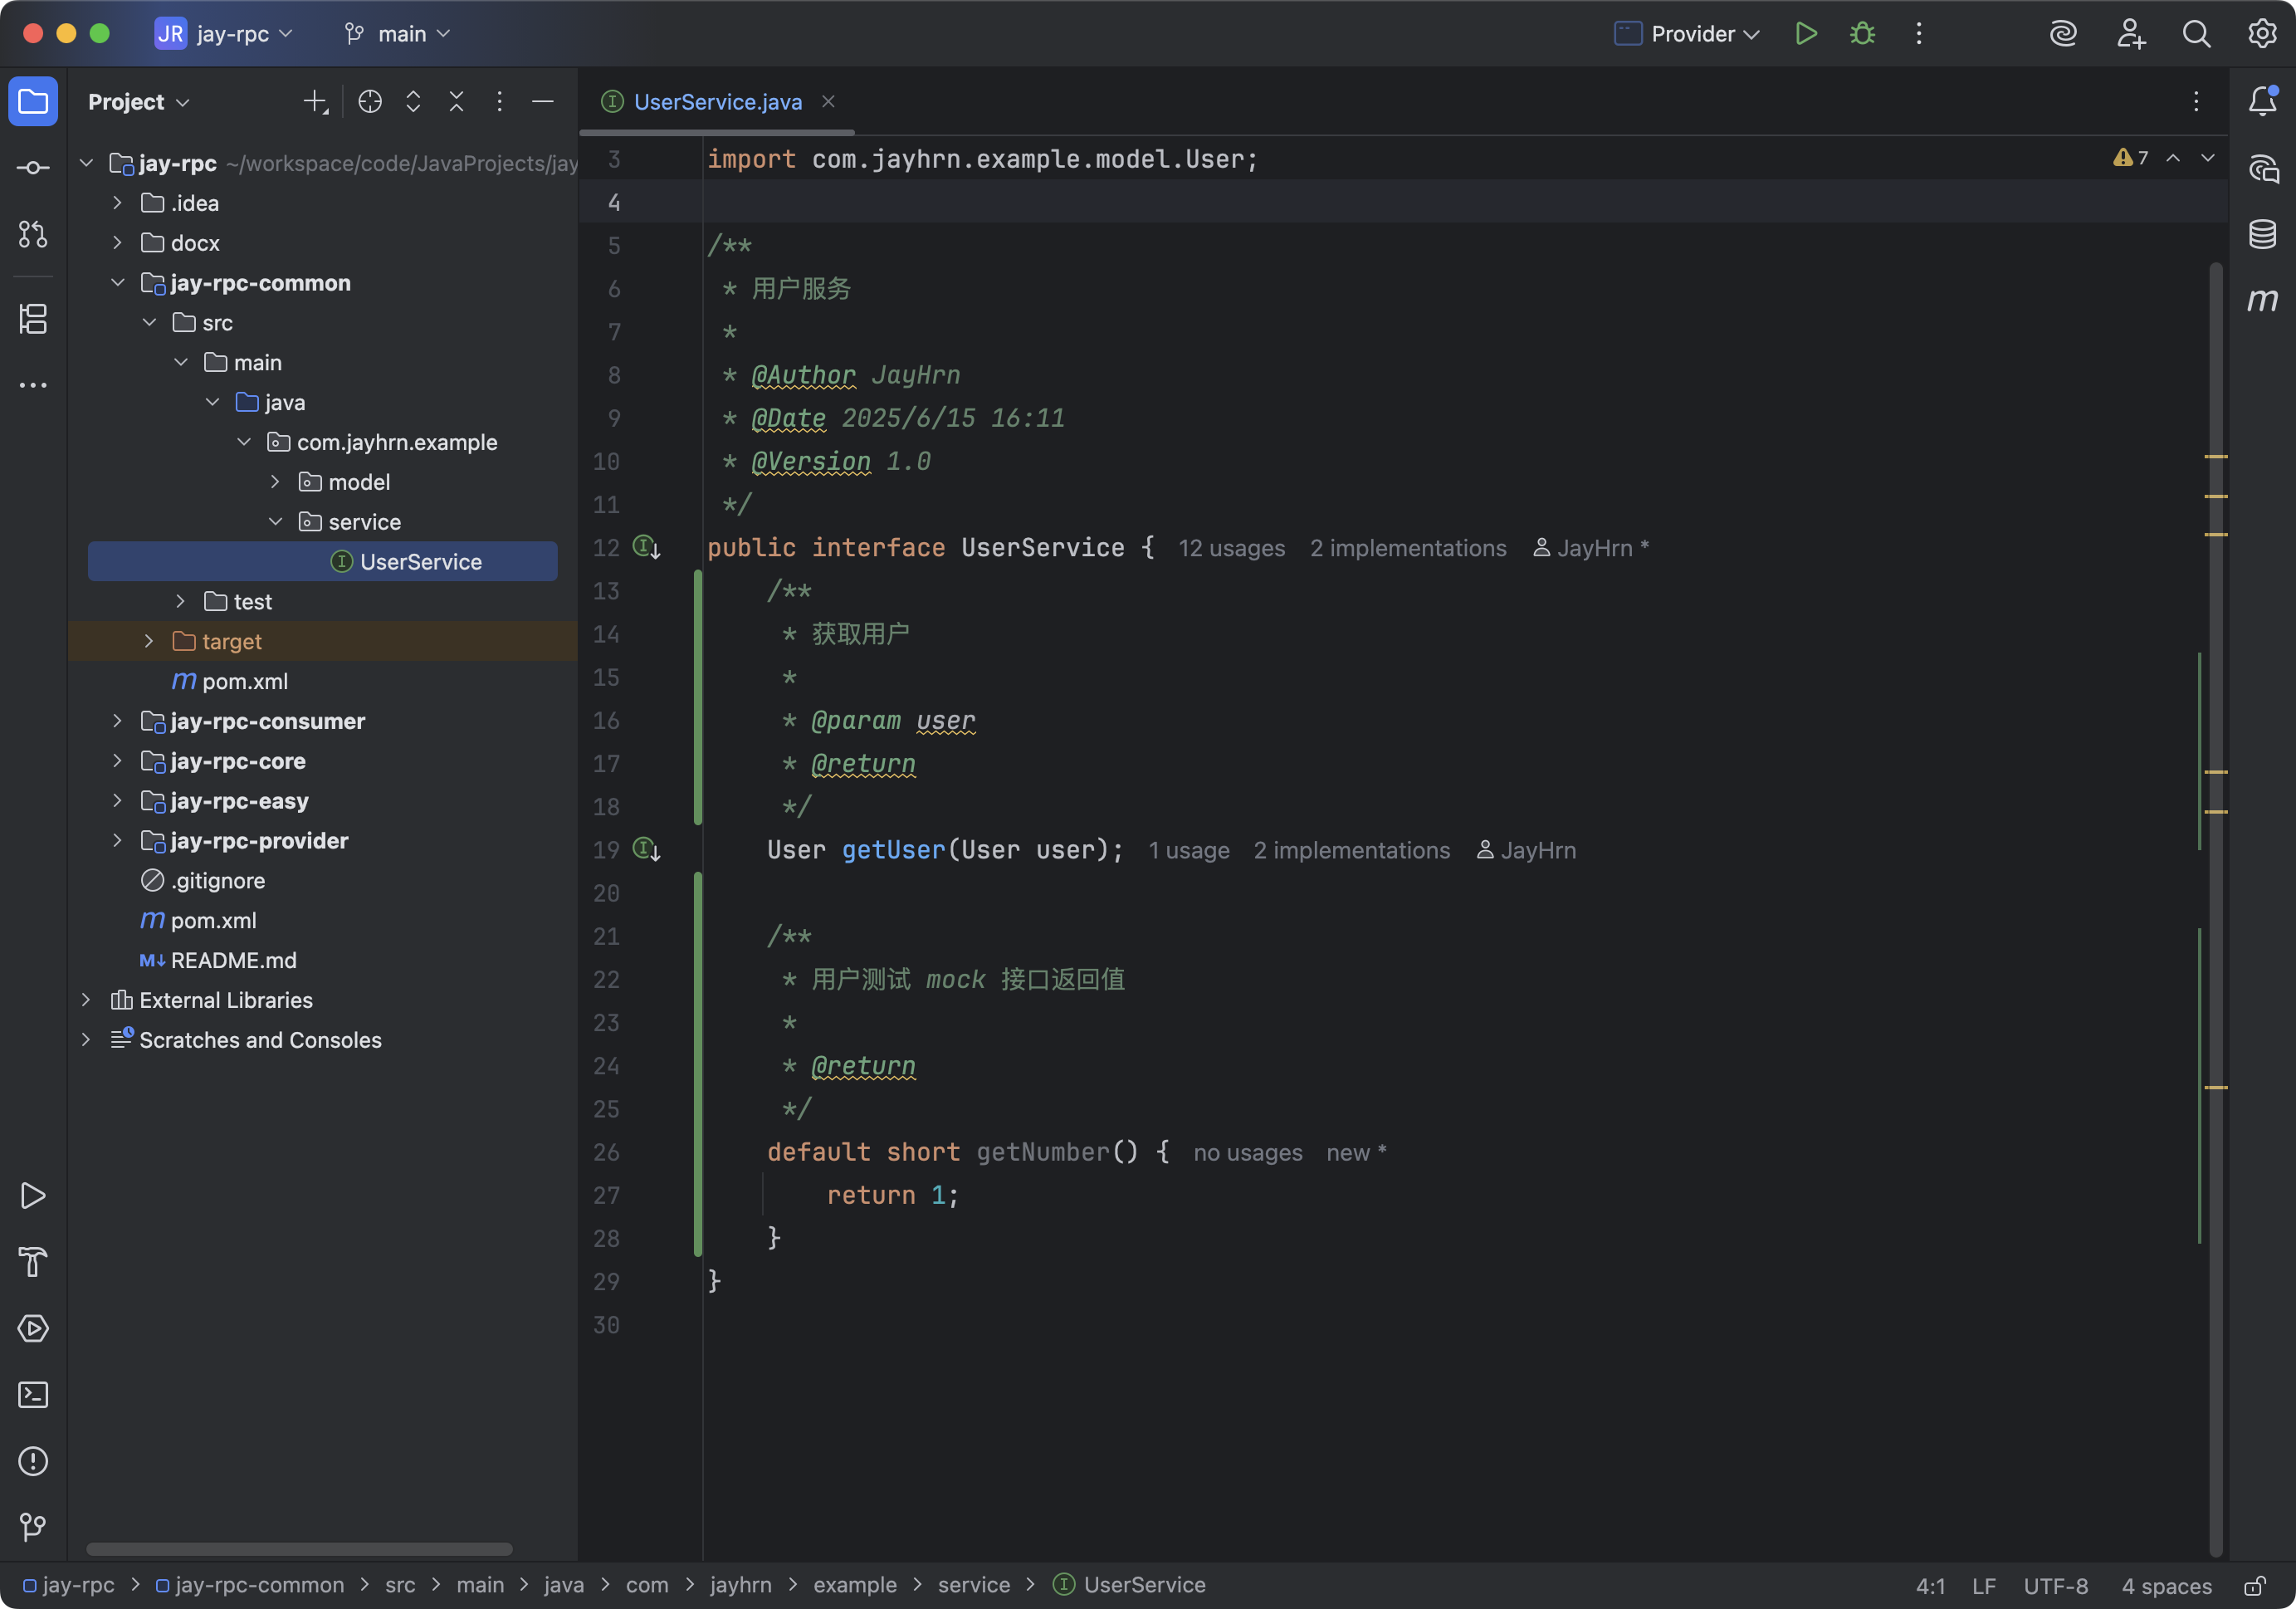 JR jay-rpc main Provider
Project
UserService.java
jay-rpc ~/workspace/code/JavaProjects/jay
.idea
docx
jay-rpc-common
src
main
java
com.jayhrn.example
model
service
UserService
test
target
m pom.xml
jay-rpc-consumer
jay-rpc-core
jay-rpc-easy
jay-rpc-provider
.gitignore
m pom.xml
M↓ README.md
External Libraries
Scratches and Consoles
3 import com.jayhrn.example.model.User;
7
4
5 /**
6 * 用户服务
7 *
8 * @Author JayHrn
9 * @Date 2025/6/15 16:11
10 * @Version 1.0
11 */
12 public interface UserService { 12 usages 2 implementations JayHrn *
13 /**
14 * 获取用户
15 *
16 * @param user
17 * @return
18 */
19 User getUser(User user); 1 usage 2 implementations JayHrn
20
21 /**
22 * 用户测试 mock 接口返回值
23 *
24 * @return
25 */
26 default short getNumber() { no usages new *
27 return 1;
28 }
29 }
30
m
jay-rpc > jay-rpc-common > src > main > java > com > jayhrn > example > service > UserService
4:1 LF UTF-8 4 spaces